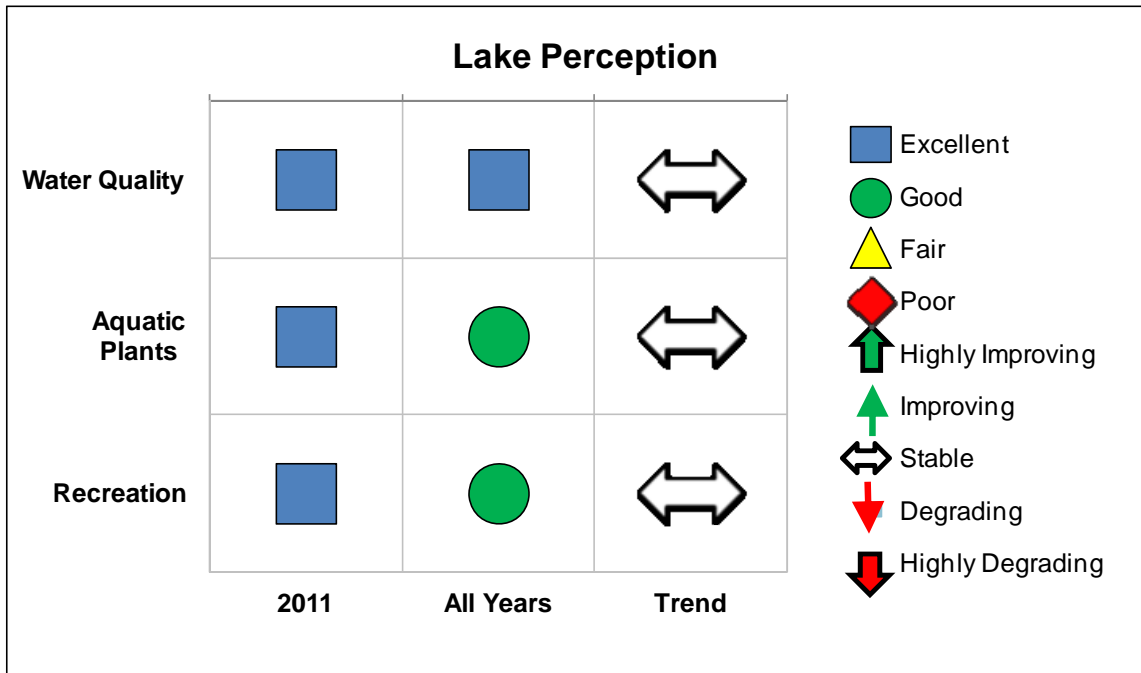 Lake Perception
Water Quality
Aquatic
Plants
Recreation
2011
All Years
Trend
Excellent
Good
Fair
Poor
Highly Improving
Improving
Stable
Degrading
Highly Degrading